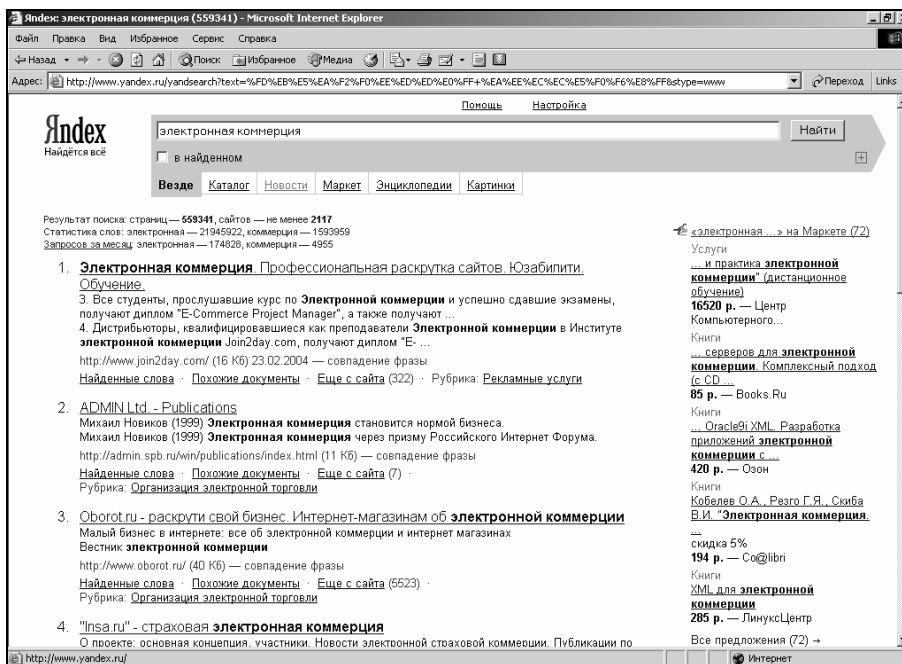 Яndex: электронная коммерция (559341) - Microsoft Internet Explorer
Файл Правка Вид Избранное Сервис Справка
Назад Поиск Избранное Медиа
Адрес: http://www.yandex.ru/yandsearch?text=%FD%EB%E5%EA%F2%F0%EE%ED%ED%E0%FF+%EA%EE%EC%EC%E5%F0%F6%E8%FF&stype=www Переход Links
Помощь Настройка
Яndex
Найдётся всё
электронная коммерция Найти
в найденном
Везде Каталог Новости Маркет Энциклопедии Картинки
Результат поиска: страниц — 559341, сайтов — не менее 2117
Статистика слов: электронная — 21945922, коммерция — 1593959
Запросов за месяц: электронная — 174828, коммерция — 4955
1. Электронная коммерция. Профессиональная раскрутка сайтов. Юзабилити.
Обучение.
3. Все студенты, прослушавшие курс по Электронной коммерции и успешно сдавшие экзамены,
получают диплом "E-Commerce Project Manager", а также получают ...
4. Дистрибьюторы, квалифицировавшиеся как преподаватели Электронной коммерции в Институте
электронной коммерции Join2day.com, получают диплом "E- ...
http://www.join2day.com/ (16 Кб) 23.02.2004 — совпадение фразы
Найденные слова · Похожие документы · Еще с сайта (322) · Рубрика: Рекламные услуги
2. ADMIN Ltd. - Publications
Михаил Новиков (1999) Электронная коммерция становится нормой бизнеса.
Михаил Новиков (1999) Электронная коммерция через призму Российского Интернет Форума.
http://admin.spb.ru/win/publications/index.html (11 Кб) — совпадение фразы
Найденные слова · Похожие документы · Еще с сайта (7) ·
Рубрика: Организация электронной торговли
3. Oborot.ru - раскрути свой бизнес. Интернет-магазинам об электронной коммерции
Малый бизнес в интернете: все об электронной коммерции и интернет магазинах
Вестник электронной коммерции
http://www.oborot.ru/ (40 Кб) — совпадение фразы
Найденные слова · Похожие документы · Еще с сайта (5523) ·
Рубрика: Организация электронной торговли
4. "Insa.ru" - страховая электронная коммерция
О проекте: основная концепция, участники. Новости электронной страховой коммерции. Публикации по
«электронная ...» на Маркете (72)
Услуги
... и практика электронной
коммерции" (дистанционное
обучение)
16520 р. — Центр
Компьютерного...
Книги
... серверов для электронной
коммерции. Комплексный подход
(с CD ...
85 р. — Books.Ru
Книги
... Oracle9i XML. Разработка
приложений электронной
коммерции с ...
420 р. — Озон
Книги
Кобелев О.А., Резго Г.Я., Скиба
В.И. "Электронная коммерция.
...
скидка 5%
194 р. — Co@libri
Книги
XML для электронной
коммерции
285 р. — ЛинуксЦентр
Все предложения (72) →
http://www.yandex.ru/ Интернет